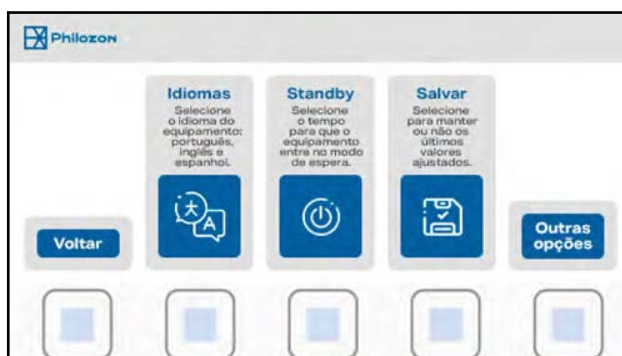 Philozon
Idiomas
Selecione
o idioma do
equipamento:
português,
inglês e
espanhol.
Standby
Selecione
o tempo
para que o
equipamento
entre no modo
de espera.
Salvar
Selecione
para manter
ou não os
últimos
valores
ajustados.
A
Voltar
Outras
opções